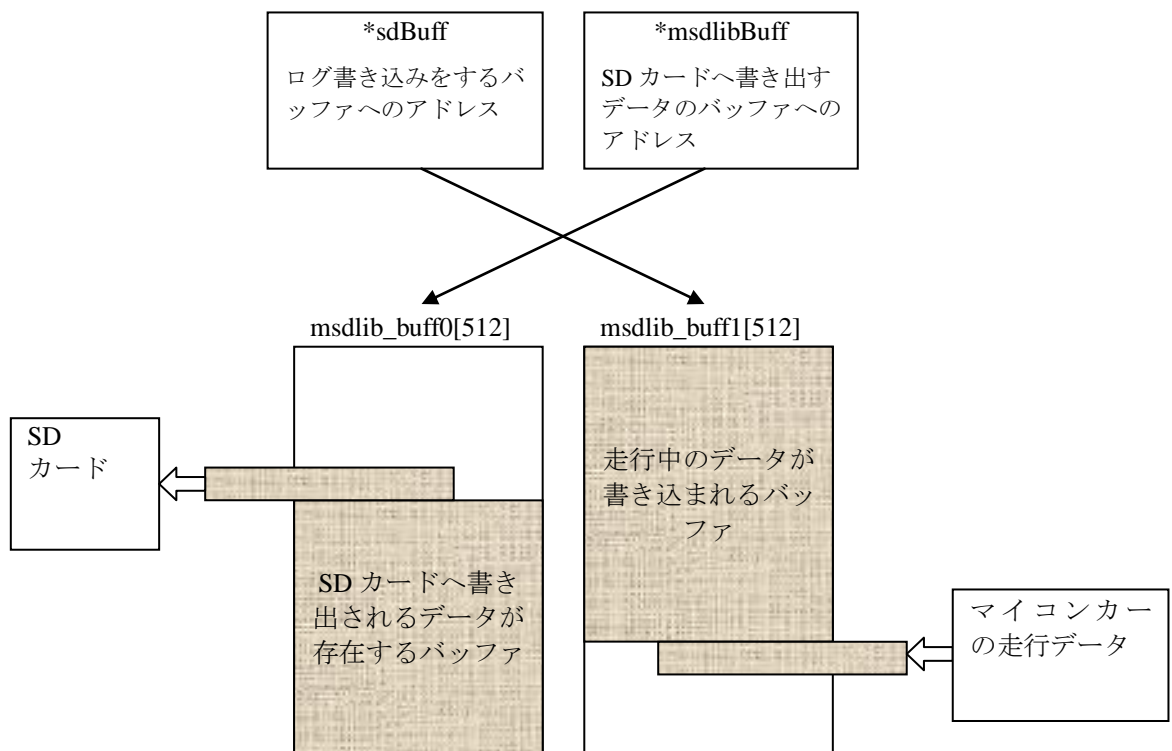 *sdBuff
ログ書き込みをするバ
ッファへのアドレス
*msdlibBuff
SD カードへ書き出す
データのバッファへの
アドレス
msdlib_buff0[512]
msdlib_buff1[512]
SD
カード
走行中のデータが
書き込まれるバッ
ファ
SD カードへ書き
出されるデータが
存在するバッファ
マイコンカー
の走行データ